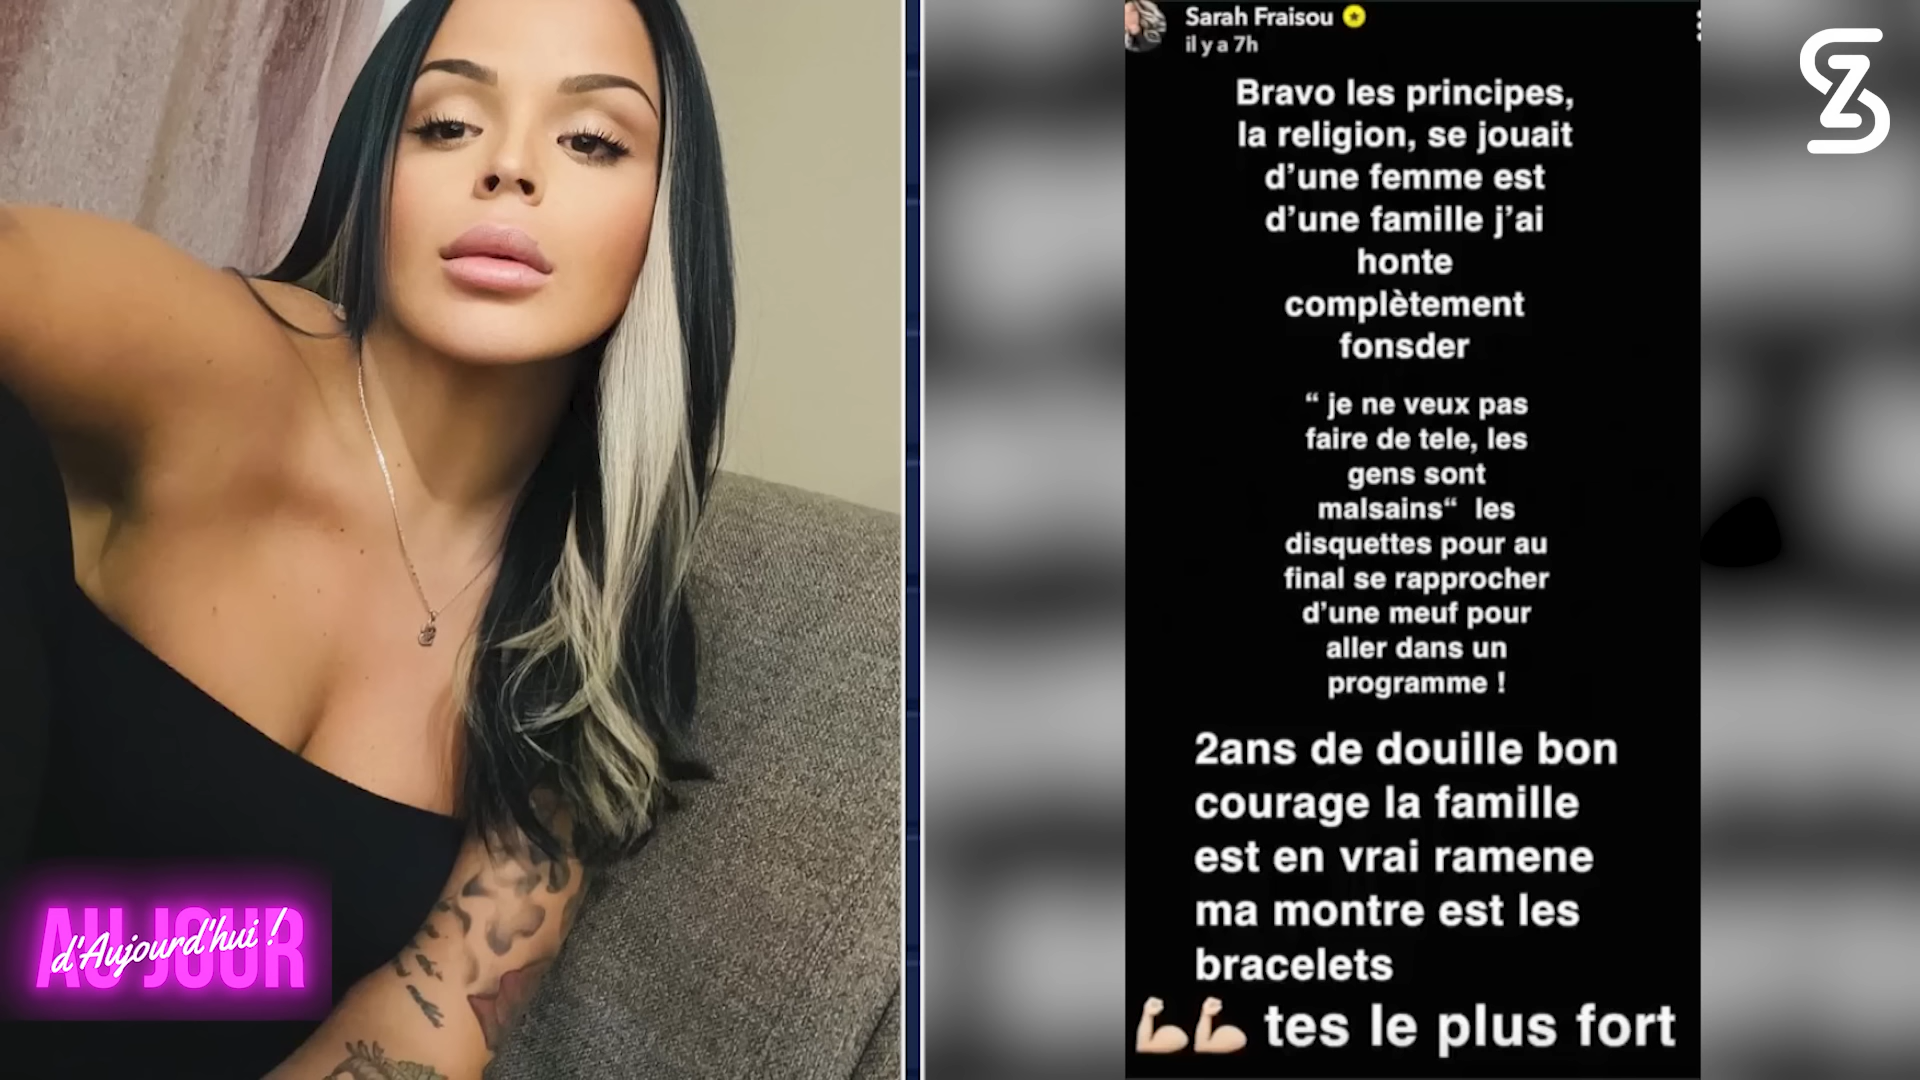 Sarah Fraisou
il y a 7h
Bravo les principes,
la religion, se jouait
d’une femme est
d’une famille j’ai
honte
complètement
fonsder
“ je ne veux pas
faire de tele, les
gens sont
malsains“ les
disquettes pour au
final se rapprocher
d’une meuf pour
aller dans un
programme !
2ans de douille bon
courage la famille
est en vrai ramene
ma montre est les
bracelets
💪💪 tes le plus fort
AU JOUR
d'Aujourd'hui !